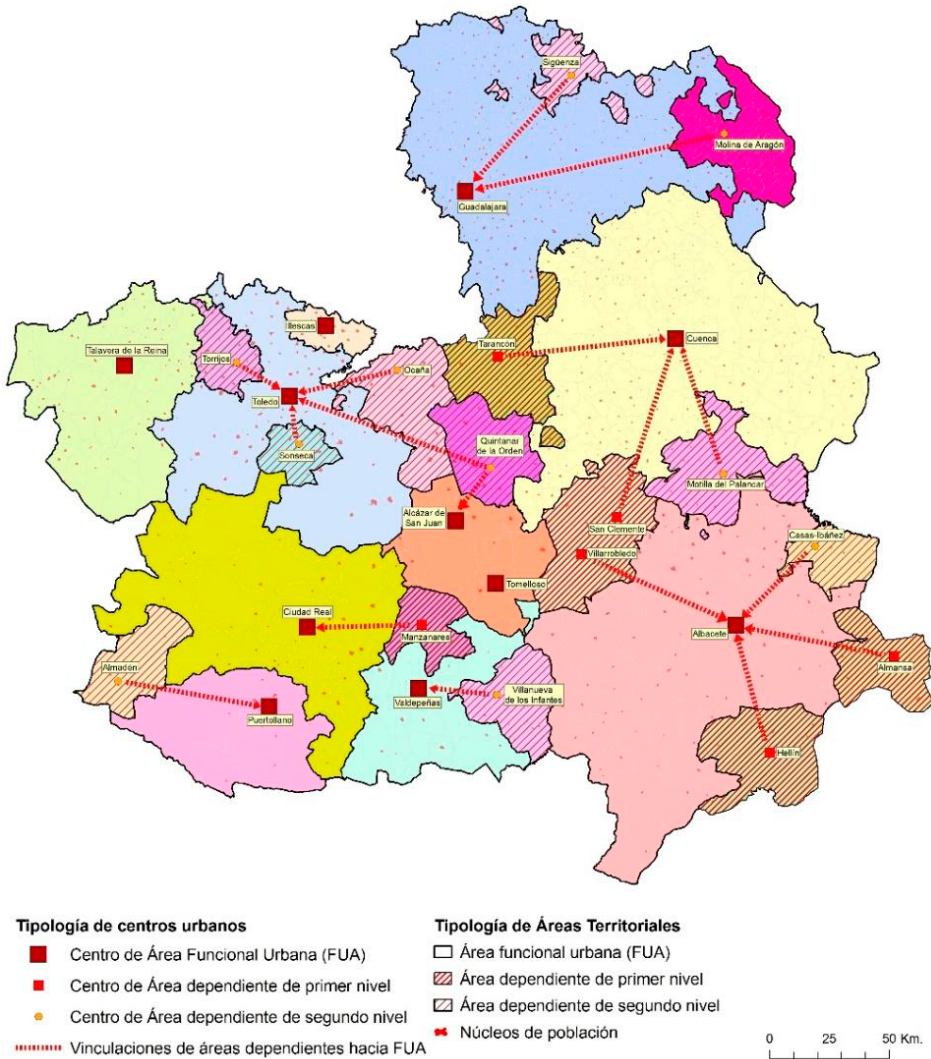 Sigüenza
Molina de Aragón
Guadalajara
Illescas
Talavera de la Reina
Torrijos
Tarancón
Cuenca
Ocaña
Toledo
Sonseca
Quintanar
de la Orden
Motilla del Palancar
Alcázar de
San Juan
San Clemente
Casas-Ibáñez
Villarrobledo
Tomelloso
Ciudad Real
Manzanares
Albacete
Almansa
Almadén
Puertollano
Valdepeñas
Villanueva
de los Infantes
Hellín
Tipología de centros urbanos
Centro de Área Funcional Urbana (FUA)
Centro de Área dependiente de primer nivel
Centro de Área dependiente de segundo nivel
Vinculaciones de áreas dependientes hacia FUA
Tipología de Áreas Territoriales
Área funcional urbana (FUA)
Área dependiente de primer nivel
Área dependiente de segundo nivel
Núcleos de población
0 25 50 Km.